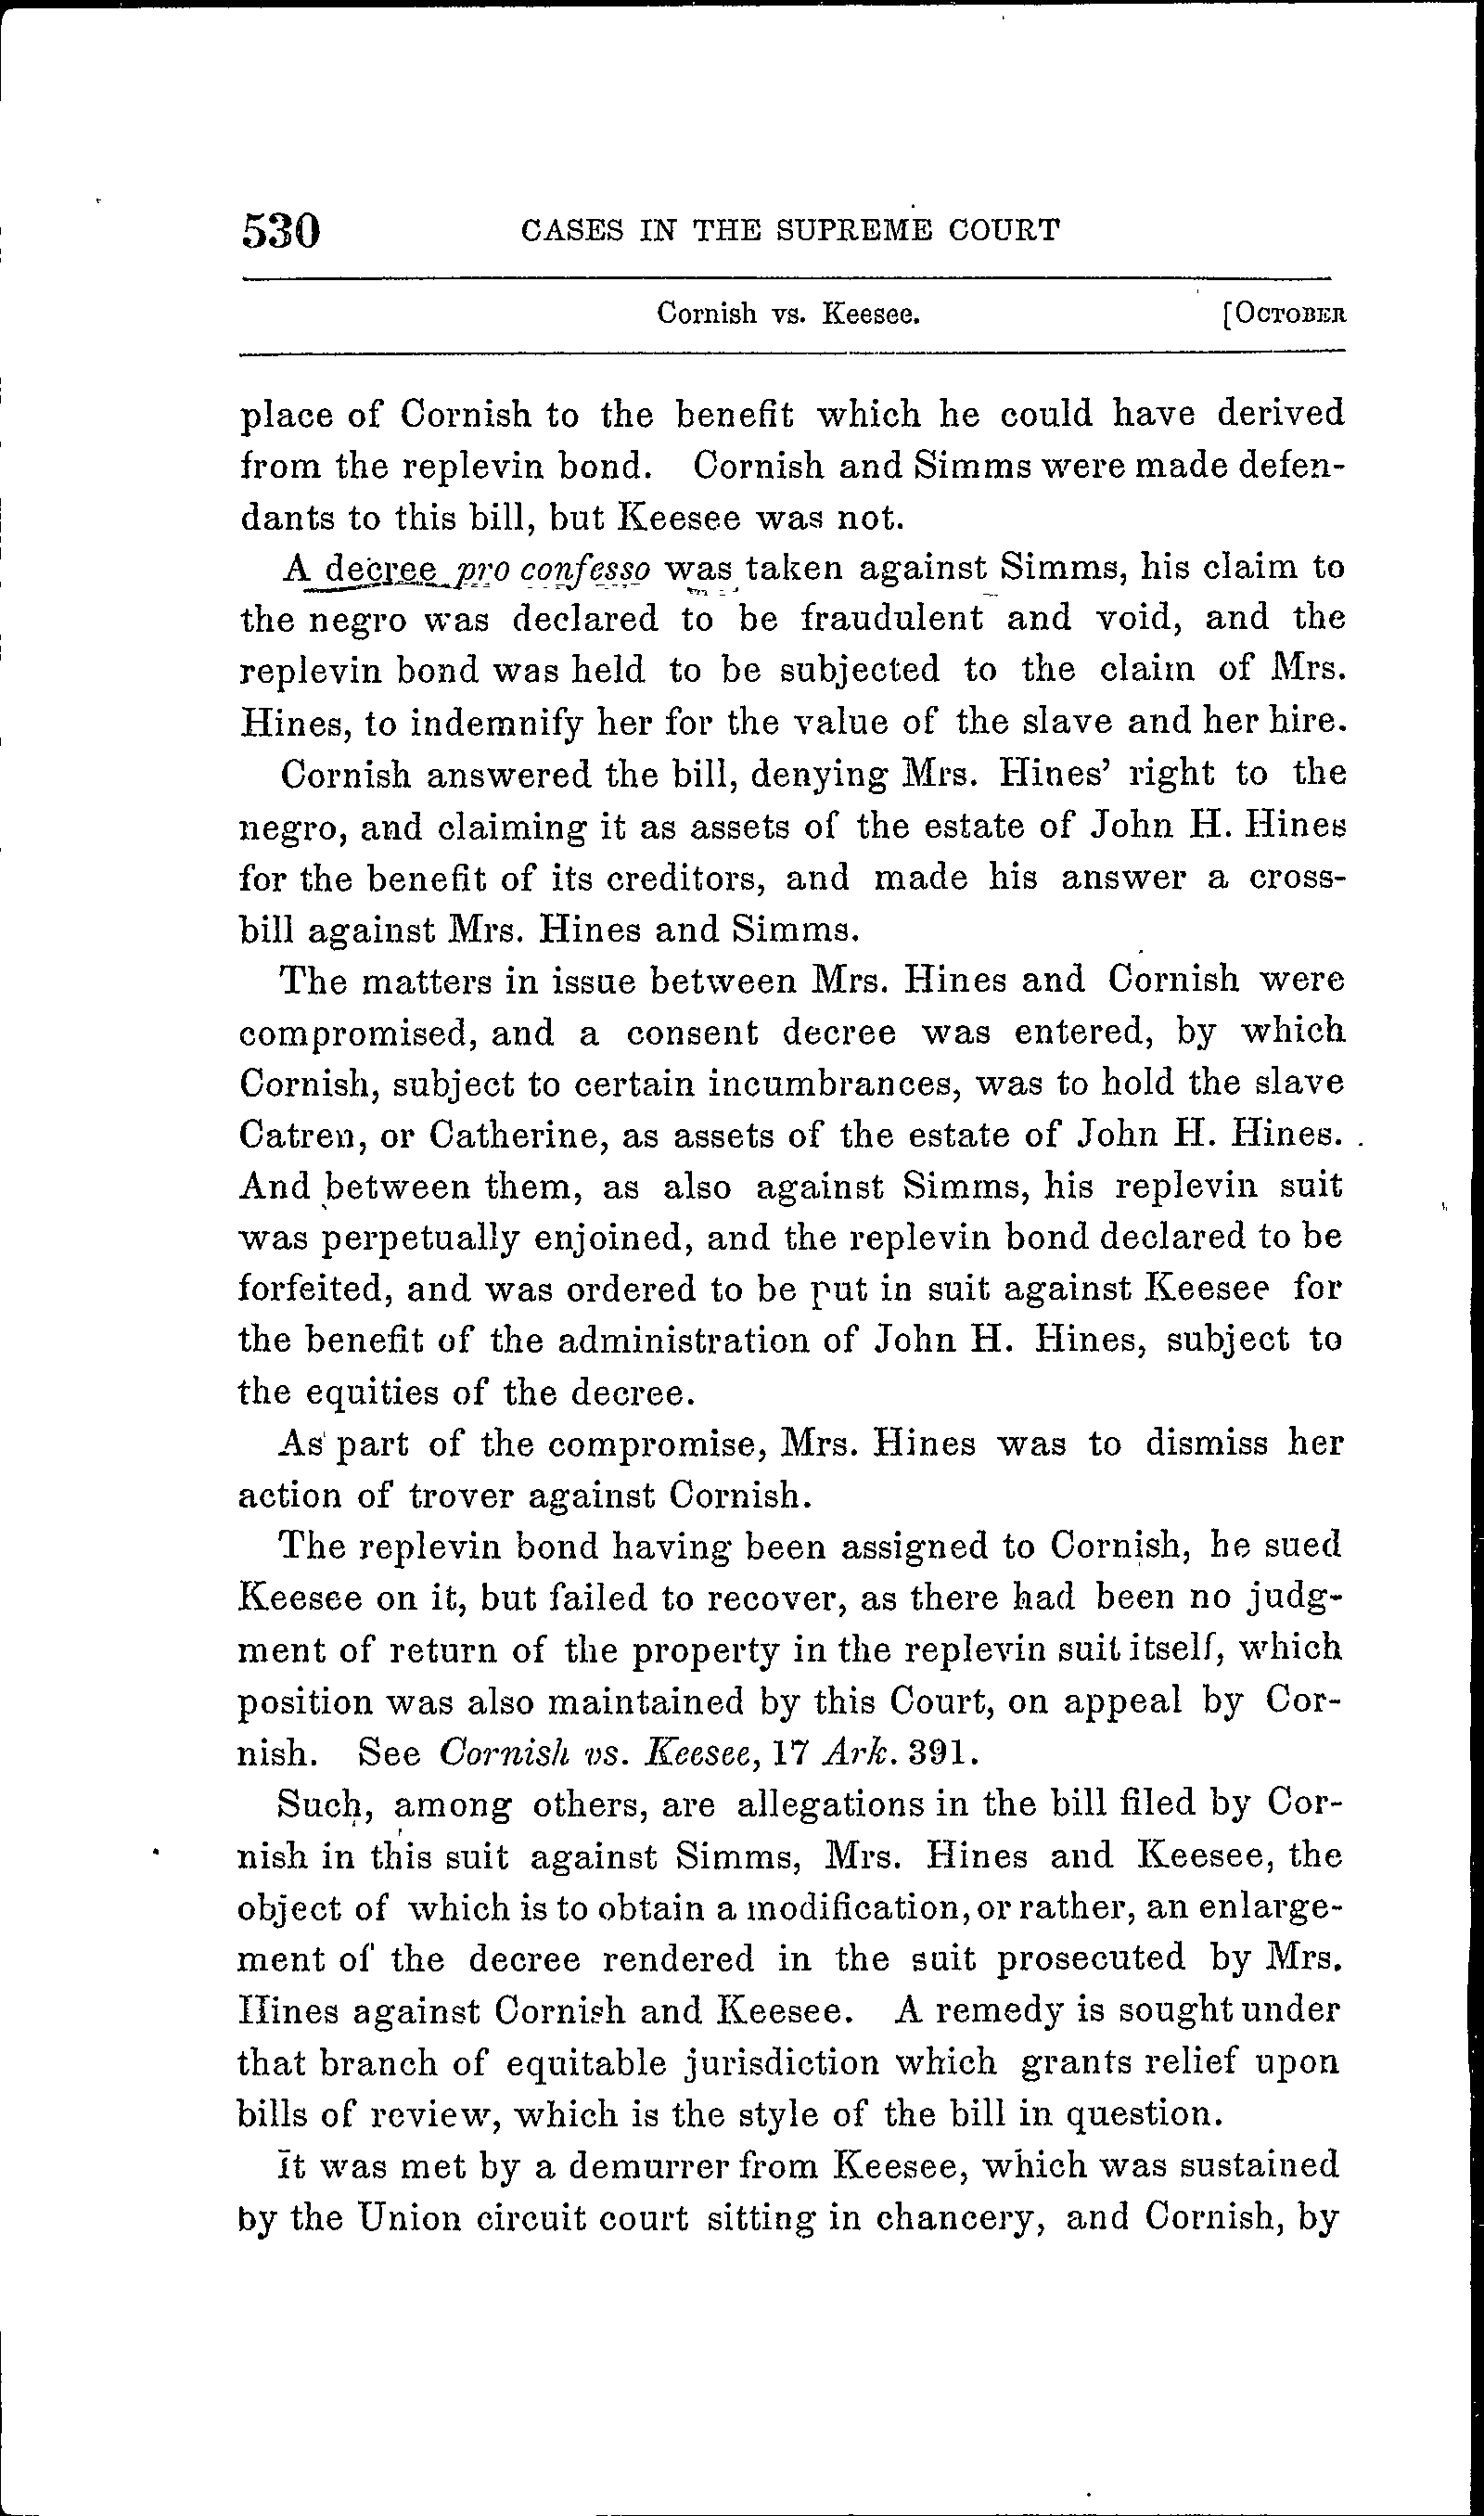 530 CASES IN THE SUPREME COURT
Cornish vs. Keesee. [OCTOBER
place of Cornish to the benefit which he could have derived
from the replevin bond. Cornish and Simms were made defen-
dants to this bill, but Keesee was not.
A decree pro confesso was taken against Simms, his claim to
the negro was declared to be fraudulent and void, and the
replevin bond was held to be subjected to the claim of Mrs.
Hines, to indemnify her for the value of the slave and her hire.
Cornish answered the bill, denying Mrs. Hines' right to the
negro, and claiming it as assets of the estate of John H. Hines
for the benefit of its creditors, and made his answer a cross-
bill against Mrs. Hines and Simms.
The matters in issue between Mrs. Hines and Cornish were
compromised, and a consent decree was entered, by which
Cornish, subject to certain incumbrances, was to hold the slave
Catren, or Catherine, as assets of the estate of John H. Hines.
And between them, as also against Simms, his replevin suit
was perpetually enjoined, and the replevin bond declared to be
forfeited, and was ordered to be put in suit against Keesee for
the benefit of the administration of John H. Hines, subject to
the equities of the decree.
As part of the compromise, Mrs. Hines was to dismiss her
action of trover against Cornish.
The replevin bond having been assigned to Cornish, he sued
Keesee on it, but failed to recover, as there had been no judg-
ment of return of the property in the replevin suit itself, which
position was also maintained by this Court, on appeal by Cor-
nish. See Cornish vs. Keesee, 17 Ark. 391.
Such, among others, are allegations in the bill filed by Cor-
nish in this suit against Simms, Mrs. Hines and Keesee, the
object of which is to obtain a modification, or rather, an enlarge-
ment of the decree rendered in the suit prosecuted by Mrs.
Hines against Cornish and Keesee. A remedy is sought under
that branch of equitable jurisdiction which grants relief upon
bills of review, which is the style of the bill in question.
It was met by a demurrer from Keesee, which was sustained
by the Union circuit court sitting in chancery, and Cornish, by